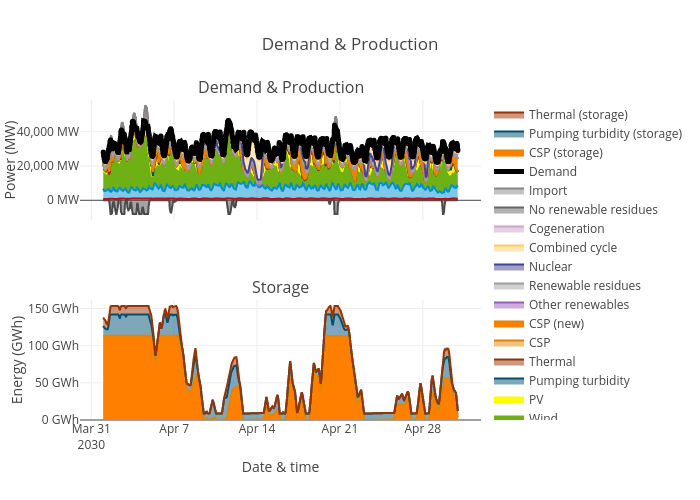 Demand & Production
Demand & Production
Power (MW)
40,000 MW
20,000 MW
0 MW
Storage
Energy (GWh)
150 GWh
100 GWh
50 GWh
0 GWh
Mar 31
2030
Apr 7
Apr 14
Apr 21
Apr 28
Date & time
Thermal (storage)
Pumping turbidity (storage)
CSP (storage)
Demand
Import
No renewable residues
Cogeneration
Combined cycle
Nuclear
Renewable residues
Other renewables
CSP (new)
CSP
Thermal
Pumping turbidity
PV
Wind